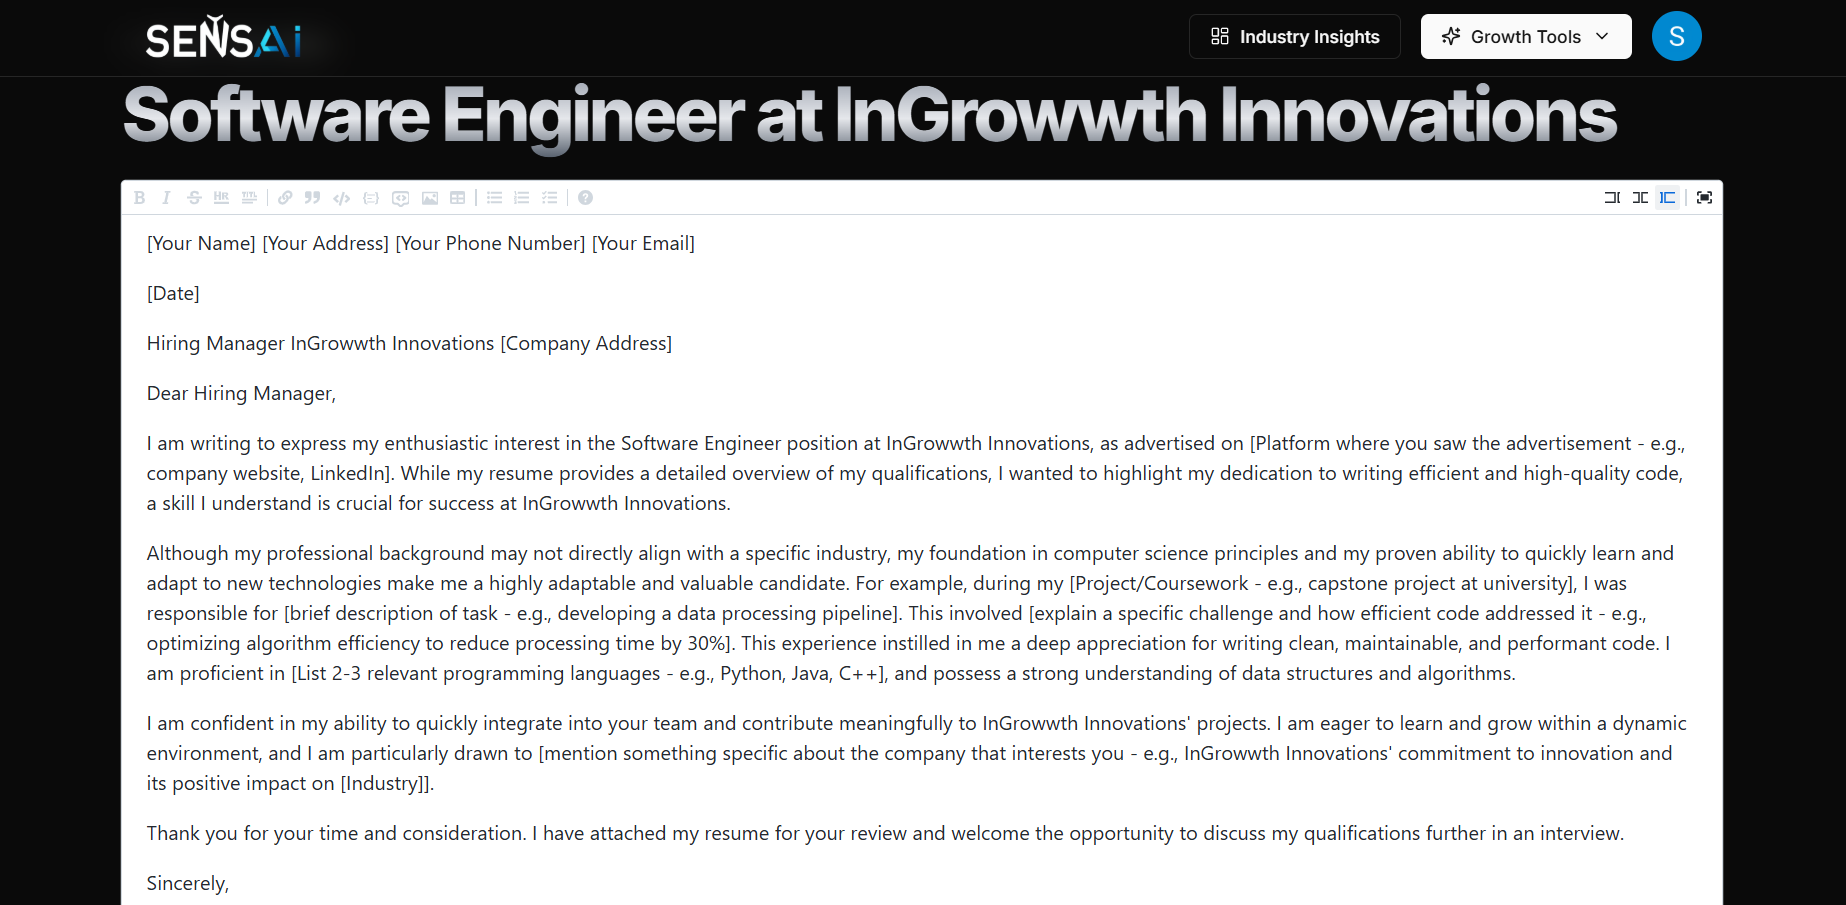 SENSAi
Industry Insights
Growth Tools
S
Software Engineer at InGrowwth Innovations
[Your Name] [Your Address] [Your Phone Number] [Your Email]
[Date]
Hiring Manager InGrowwth Innovations [Company Address]
Dear Hiring Manager,
I am writing to express my enthusiastic interest in the Software Engineer position at InGrowwth Innovations, as advertised on [Platform where you saw the advertisement - e.g.,
company website, LinkedIn]. While my resume provides a detailed overview of my qualifications, I wanted to highlight my dedication to writing efficient and high-quality code,
a skill I understand is crucial for success at InGrowwth Innovations.
Although my professional background may not directly align with a specific industry, my foundation in computer science principles and my proven ability to quickly learn and
adapt to new technologies make me a highly adaptable and valuable candidate. For example, during my [Project/Coursework - e.g., capstone project at university], I was
responsible for [brief description of task - e.g., developing a data processing pipeline]. This involved [explain a specific challenge and how efficient code addressed it - e.g.,
optimizing algorithm efficiency to reduce processing time by 30%]. This experience instilled in me a deep appreciation for writing clean, maintainable, and performant code. I
am proficient in [List 2-3 relevant programming languages - e.g., Python, Java, C++], and possess a strong understanding of data structures and algorithms.
I am confident in my ability to quickly integrate into your team and contribute meaningfully to InGrowwth Innovations' projects. I am eager to learn and grow within a dynamic
environment, and I am particularly drawn to [mention something specific about the company that interests you - e.g., InGrowwth Innovations' commitment to innovation and
its positive impact on [Industry]].
Thank you for your time and consideration. I have attached my resume for your review and welcome the opportunity to discuss my qualifications further in an interview.
Sincerely,